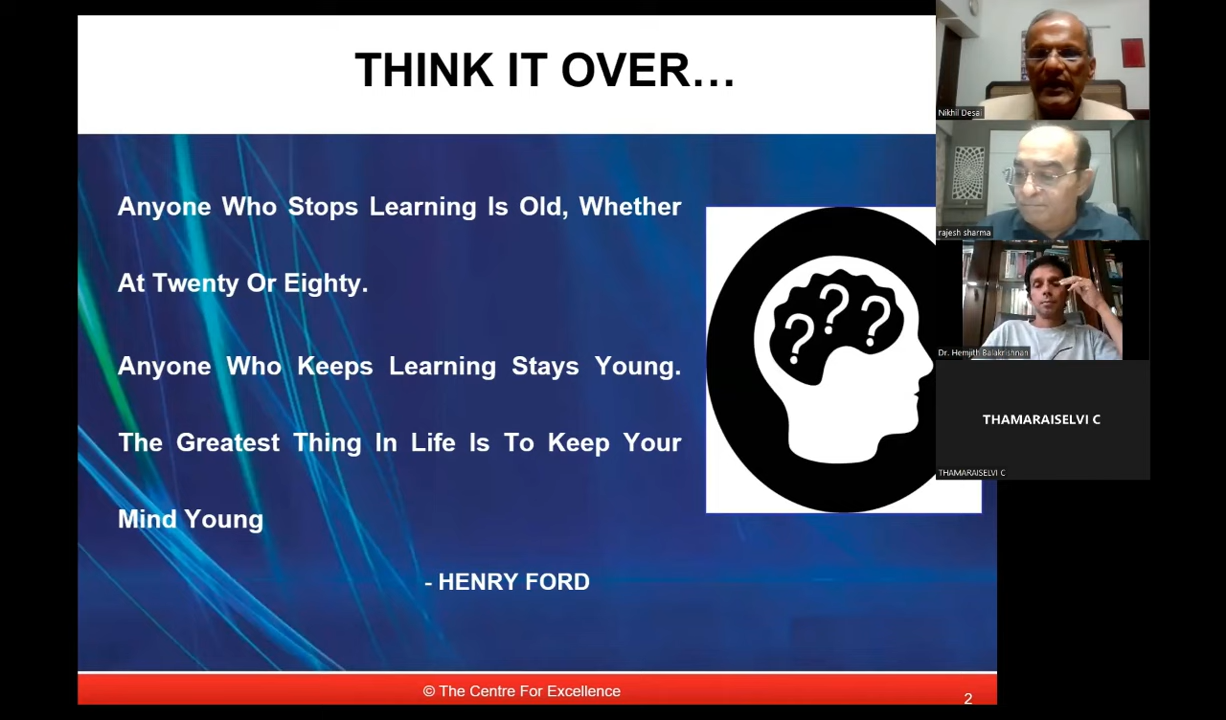 THINK IT OVER...
Anyone Who Stops Learning Is Old, Whether
At Twenty Or Eighty.
Anyone Who Keeps Learning Stays Young.
The Greatest Thing In Life Is To Keep Your
Mind Young
- HENRY FORD
© The Centre For Excellence
2
Nikhil Desai
rajesh sharma
Dr. Hemjith Balakrishnan
THAMARAISELVI C
THAMARAISELVI C